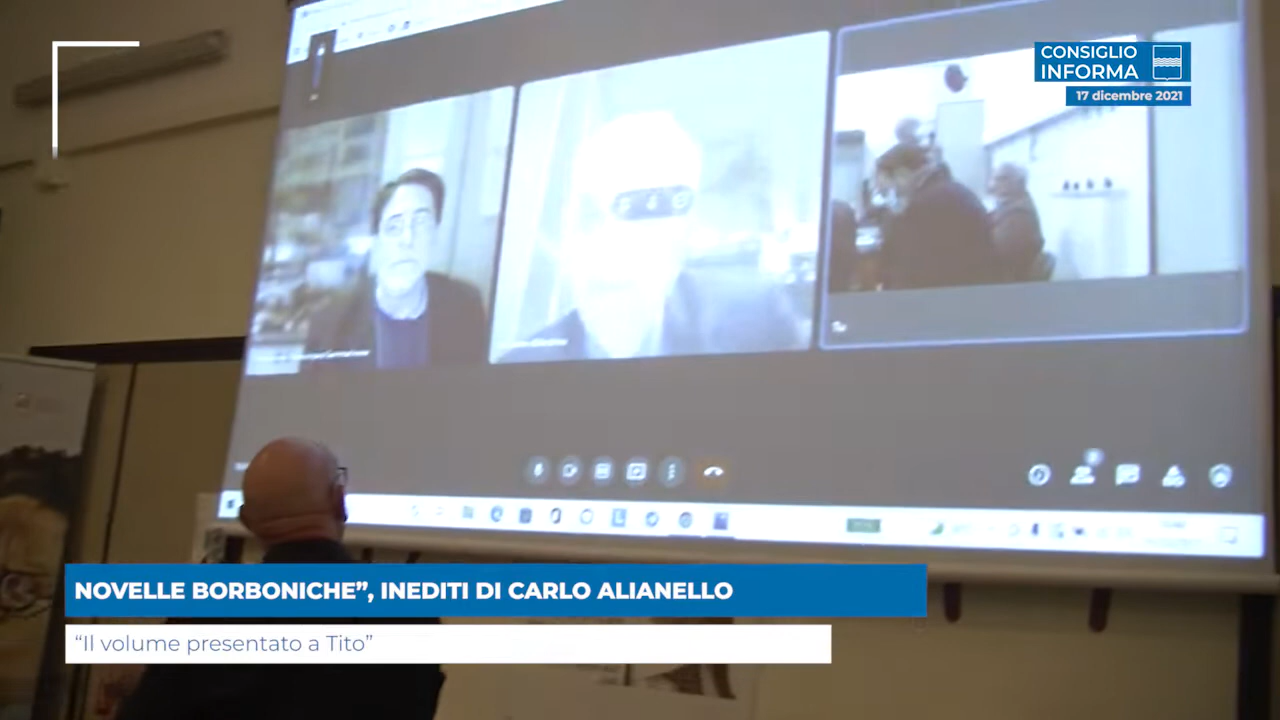 CONSIGLIO
INFORMA
17 dicembre 2021
NOVELLE BORBONICHE”, INEDITI DI CARLO ALIANELLO
“Il volume presentato a Tito”